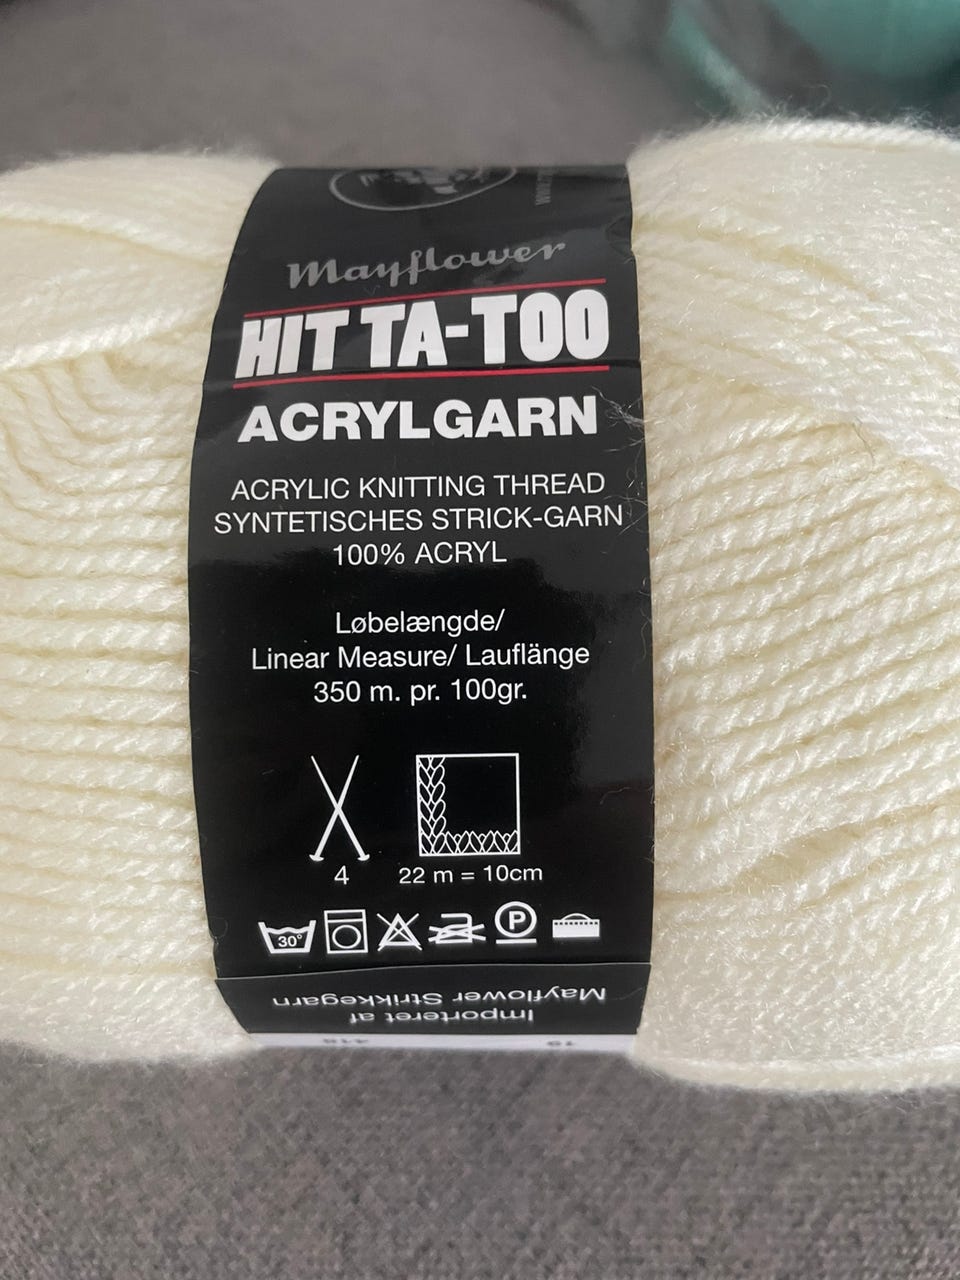 Mayflower
HIT TA-TOO
ACRYLGARN
ACRYLIC KNITTING THREAD
SYNTETISCHES STRICK-GARN
100% ACRYL
Løbelængde/
Linear Measure/ Lauflänge
350 m. pr. 100gr.
4
22 m = 10cm
30°
P
Importeret af
Mayflower Strikkegarn